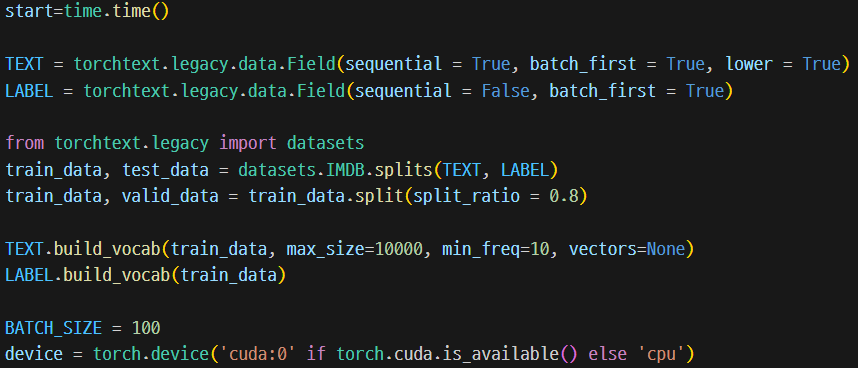 start=time.time()
TEXT = torchtext.legacy.data.Field(sequential = True, batch_first = True, lower = True)
LABEL = torchtext.legacy.data.Field(sequential = False, batch_first = True)
from torchtext.legacy import datasets
train_data, test_data = datasets.IMDB.splits(TEXT, LABEL)
train_data, valid_data = train_data.split(split_ratio = 0.8)
TEXT.build_vocab(train_data, max_size=10000, min_freq=10, vectors=None)
LABEL.build_vocab(train_data)
BATCH_SIZE = 100
device = torch.device('cuda:0' if torch.cuda.is_available() else 'cpu')